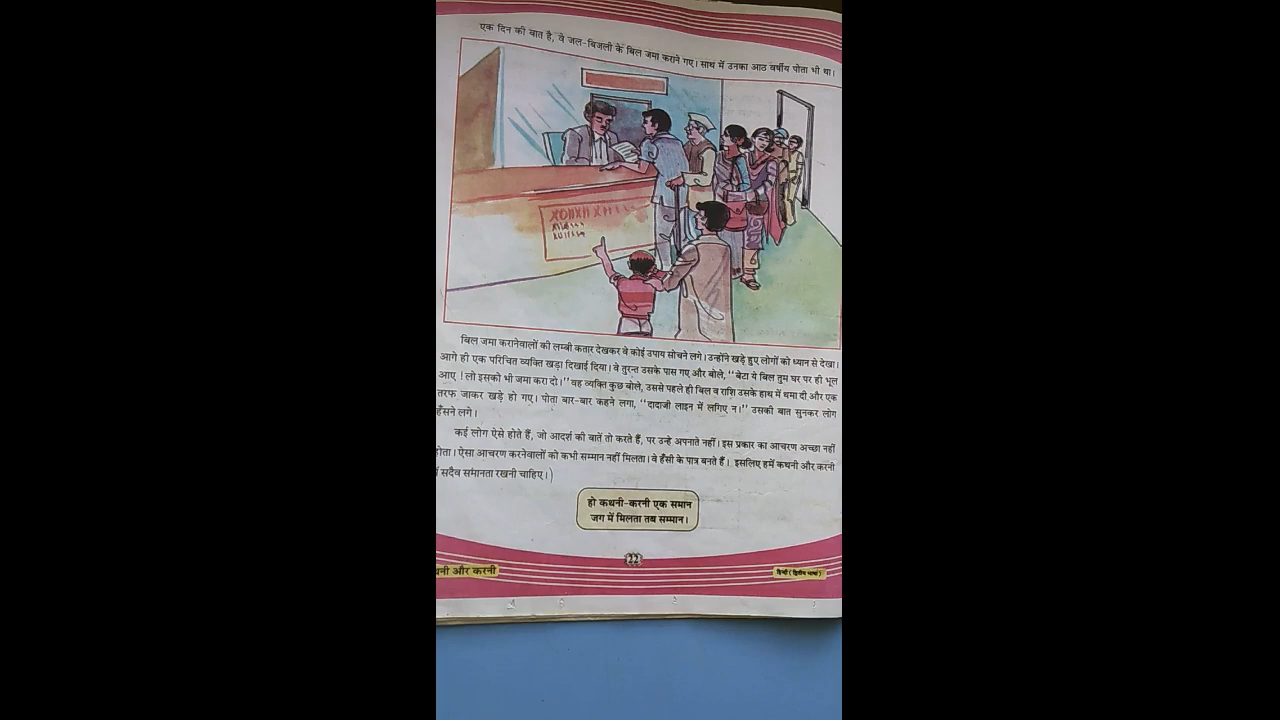 एक दिन की बात है, वे जल-बिजली के बिल जमा कराने गए। साथ में उनका आठ वर्षीय पोता भी था।
बिल जमा करानेवालों की लम्बी कतार देखकर वे कोई उपाय सोचने लगे। उन्होंने खड़े हुए लोगों को ध्यान से देखा।
आगे ही एक परिचित व्यक्ति खड़ा दिखाई दिया। वे तुरन्त उसके पास गए और बोले, "बेटा ये बिल तुम घर पर ही भूल
आए ! लो इसको भी जमा करा दो।" वह व्यक्ति कुछ बोले, उससे पहले ही बिल व राशि उसके हाथ में थमा दी और एक
तरफ जाकर खड़े हो गए। पोता बार-बार कहने लगा, "दादाजी लाइन में लगिए न।" उसकी बात सुनकर लोग
हँसने लगे।
कई लोग ऐसे होते हैं, जो आदर्श की बातें तो करते हैं, पर उन्हे अपनाते नहीं। इस प्रकार का आचरण अच्छा नहीं
होता। ऐसा आचरण करनेवालों को कभी सम्मान नहीं मिलता। वे हँसी के पात्र बनते हैं। इसलिए हमें कथनी और करनी
में सदैव समानता रखनी चाहिए।)
हो कथनी-करनी एक समान
जग में मिलता तब सम्मान।
22
थनी और करनी
हिन्दी (द्वितीय भाषा)